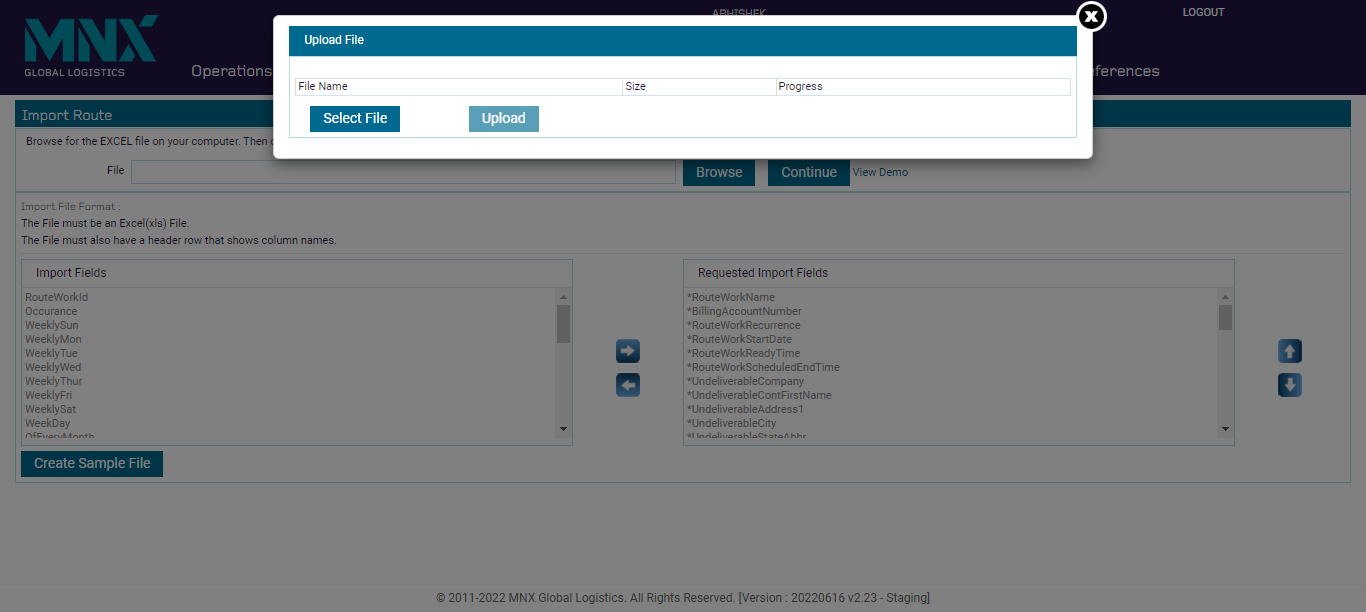 MNX
GLOBAL LOGISTICS
ABHISHEK
LOGOUT
Operations
ferences
Upload File
File Name Size Progress
Select File Upload
Import Route
Browse for the EXCEL file on your computer. Then
File Browse Continue View Demo
Import File Format :
The File must be an Excel(xls) File.
The File must also have a header row that shows column names.
Import Fields
RouteWorkId
Occurance
WeeklySun
WeeklyMon
WeeklyTue
WeeklyWed
WeeklyThur
WeeklyFri
WeeklySat
WeekDay
OfEveryMonth
Requested Import Fields
*RouteWorkName
*BillingAccountNumber
*RouteWorkRecurrence
*RouteWorkStartDate
*RouteWorkReadyTime
*RouteWorkScheduledEndTime
*UndeliverableCompany
*UndeliverableContFirstName
*UndeliverableAddress1
*UndeliverableCity
*UndeliverableStateAbbr
Create Sample File
© 2011-2022 MNX Global Logistics. All Rights Reserved. [Version : 20220616 v2.23 - Staging]